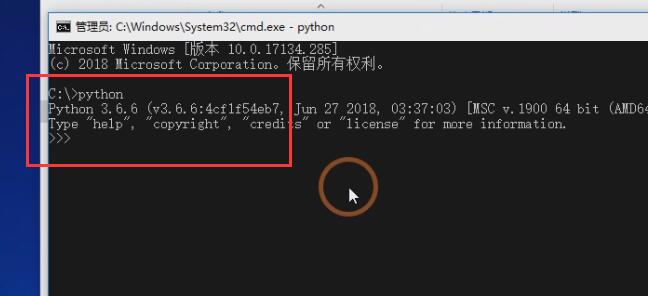 管理员: C:\Windows\System32\cmd.exe - python
Microsoft Windows [版本 10.0.17134.285]
(c) 2018 Microsoft Corporation。保留所有权利。
C:\>python
Python 3.6.6 (v3.6.6:4cf1f54eb7, Jun 27 2018, 03:37:03) [MSC v.1900 64 bit (AMD64
Type "help", "copyright", "credits" or "license" for more information.
>>>